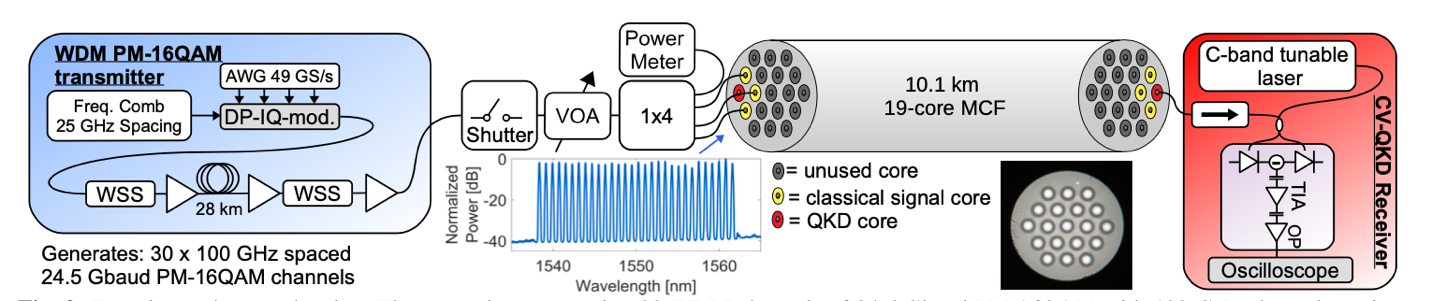 WDM PM-16QAM
transmitter
AWG 49 GS/s
Freq. Comb
25 GHz Spacing
DP-IQ-mod.
WSS
28 km
WSS
Generates: 30 x 100 GHz spaced
24.5 Gbaud PM-16QAM channels
Shutter
VOA
Power
Meter
1x4
Normalized
Power [dB]
0
-20
-40
1540
1550
1560
Wavelength [nm]
10.1 km
19-core MCF
= unused core
= classical signal core
= QKD core
C-band tunable
laser
TIA
OP
Oscilloscope
CV-QKD Receiver